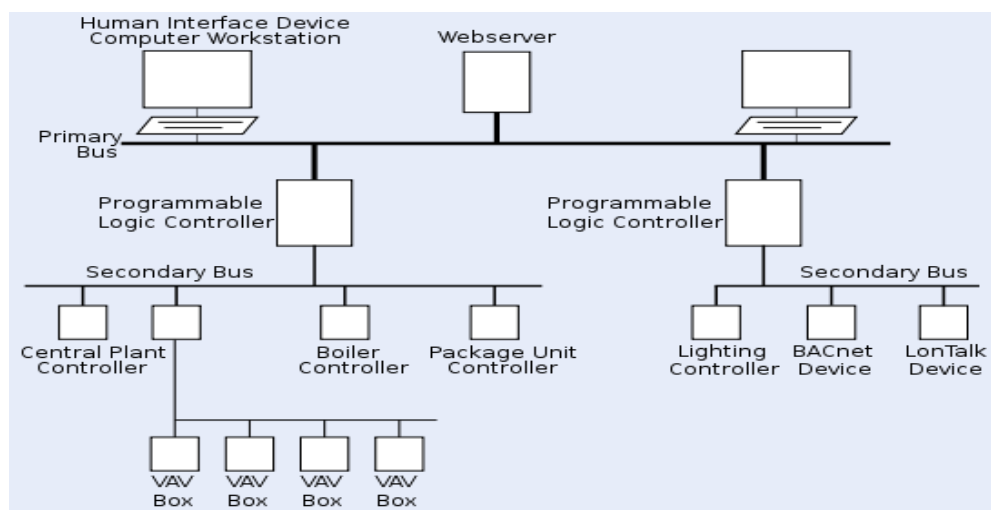 Human Interface Device
Computer Workstation
Webserver
Primary
Bus
Programmable
Logic Controller
Programmable
Logic Controller
Secondary Bus
Secondary Bus
Central Plant
Controller
Boiler
Controller
Package Unit
Controller
Lighting
Controller
BACnet
Device
LonTalk
Device
VAV
Box
VAV
Box
VAV
Box
VAV
Box